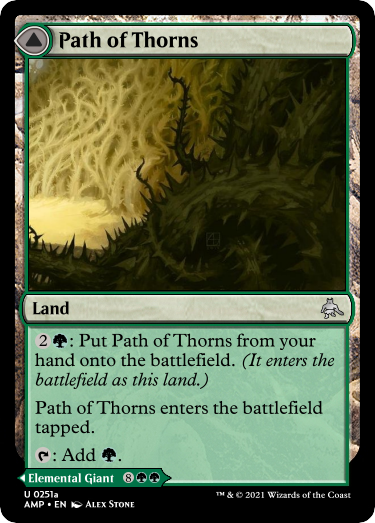 Path of Thorns
Land
2 : Put Path of Thorns from your
hand onto the battlefield. (It enters the
battlefield as this land.)
Path of Thorns enters the battlefield
tapped.
: Add .
Elemental Giant 8
U 0251a
AMP • EN ALEX STONE
™ & © 2021 Wizards of the Coast